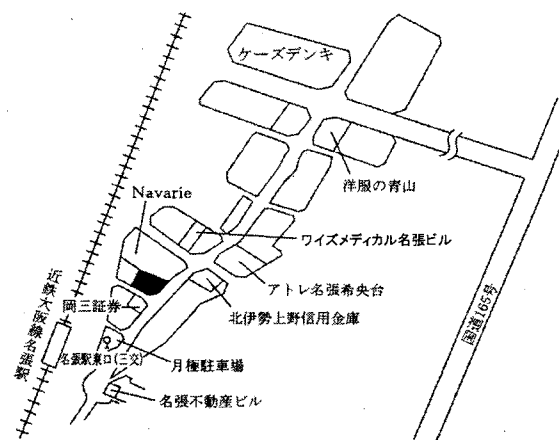 ケーズデンキ
洋服の青山
Navarie
ワイズメディカル名張ビル
アトレ名張希央台
北伊勢上野信用金庫
岡三証券
近鉄大阪線名張駅
国道165号
名張駅東口(三交)
月極駐車場
名張不動産ビル